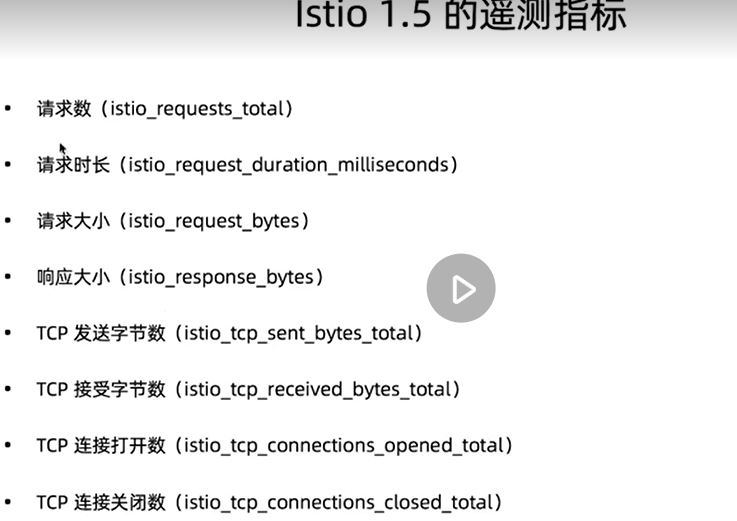 Istio 1.5 的遥测指标
• 请求数（istio_requests_total）
• 请求时长（istio_request_duration_milliseconds）
• 请求大小（istio_request_bytes）
• 响应大小（istio_response_bytes）
• TCP 发送字节数（istio_tcp_sent_bytes_total）
• TCP 接受字节数（istio_tcp_received_bytes_total）
• TCP 连接打开数（istio_tcp_connections_opened_total）
• TCP 连接关闭数（istio_tcp_connections_closed_total）